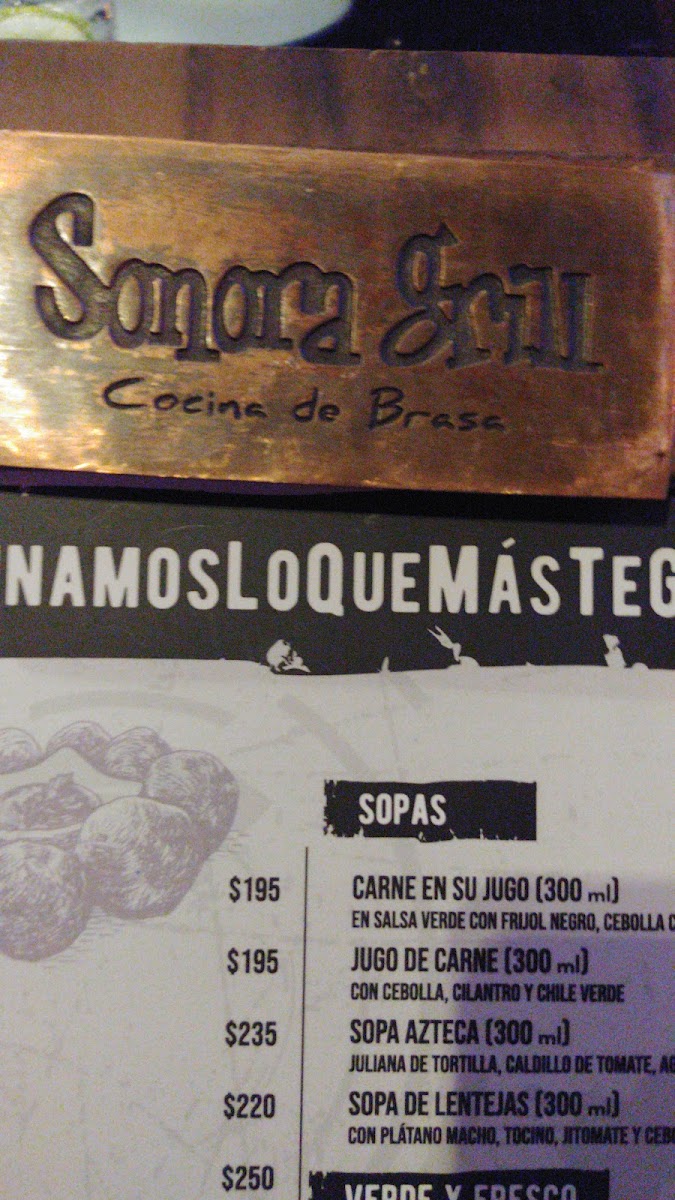 Sonora Grill
Cocina de Brasa
NAMOSLOQUEMÁSTEG
SOPAS
$195
CARNE EN SU JUGO (300 ml)
EN SALSA VERDE CON FRIJOL NEGRO, CEBOLLA
$195
JUGO DE CARNE (300 ml)
CON CEBOLLA, CILANTRO Y CHILE VERDE
$235
SOPA AZTECA (300 ml)
JULIANA DE TORTILLA, CALDILLO DE TOMATE,
$220
SOPA DE LENTEJAS (300 ml)
CON PLÁTANO MACHO, TOCINO, JITOMATE Y
$250
VERDE Y FRESCO